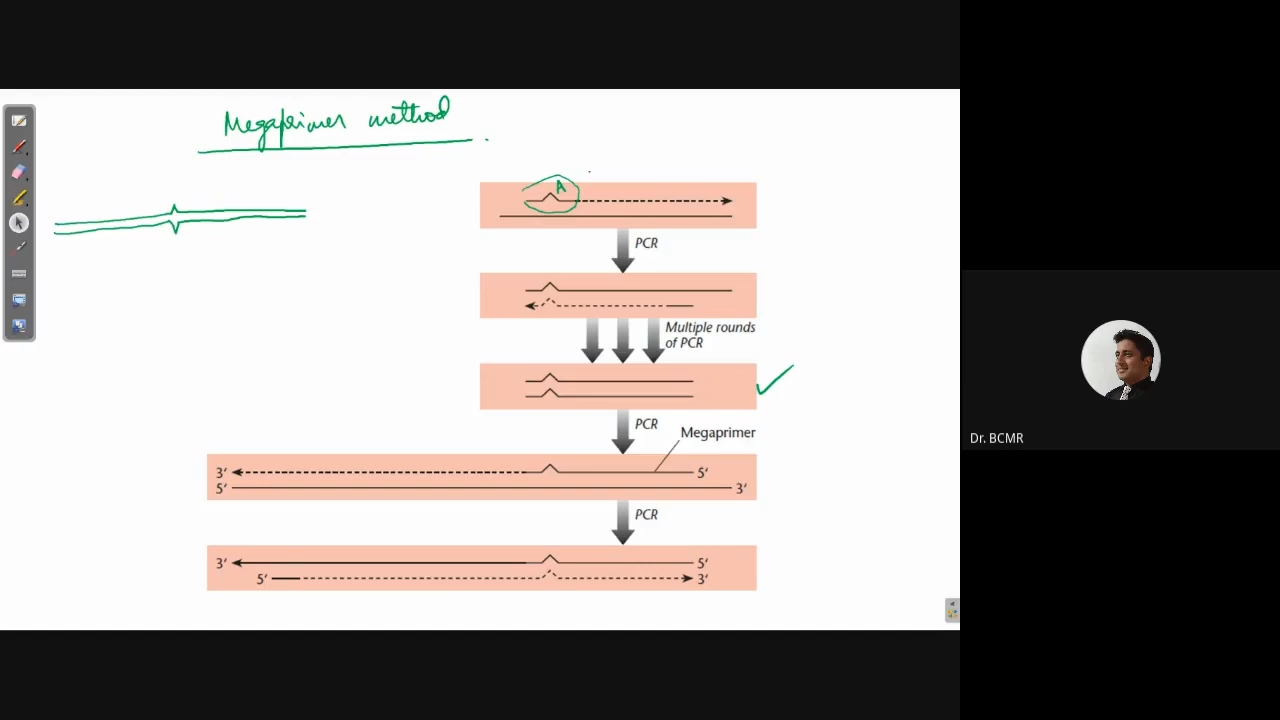 Megaprimer method
A
PCR
Multiple rounds
of PCR
PCR
Megaprimer
3′ 5′
5′ 3′
PCR
3′ 5′
5′ 3′
Dr. BCMR